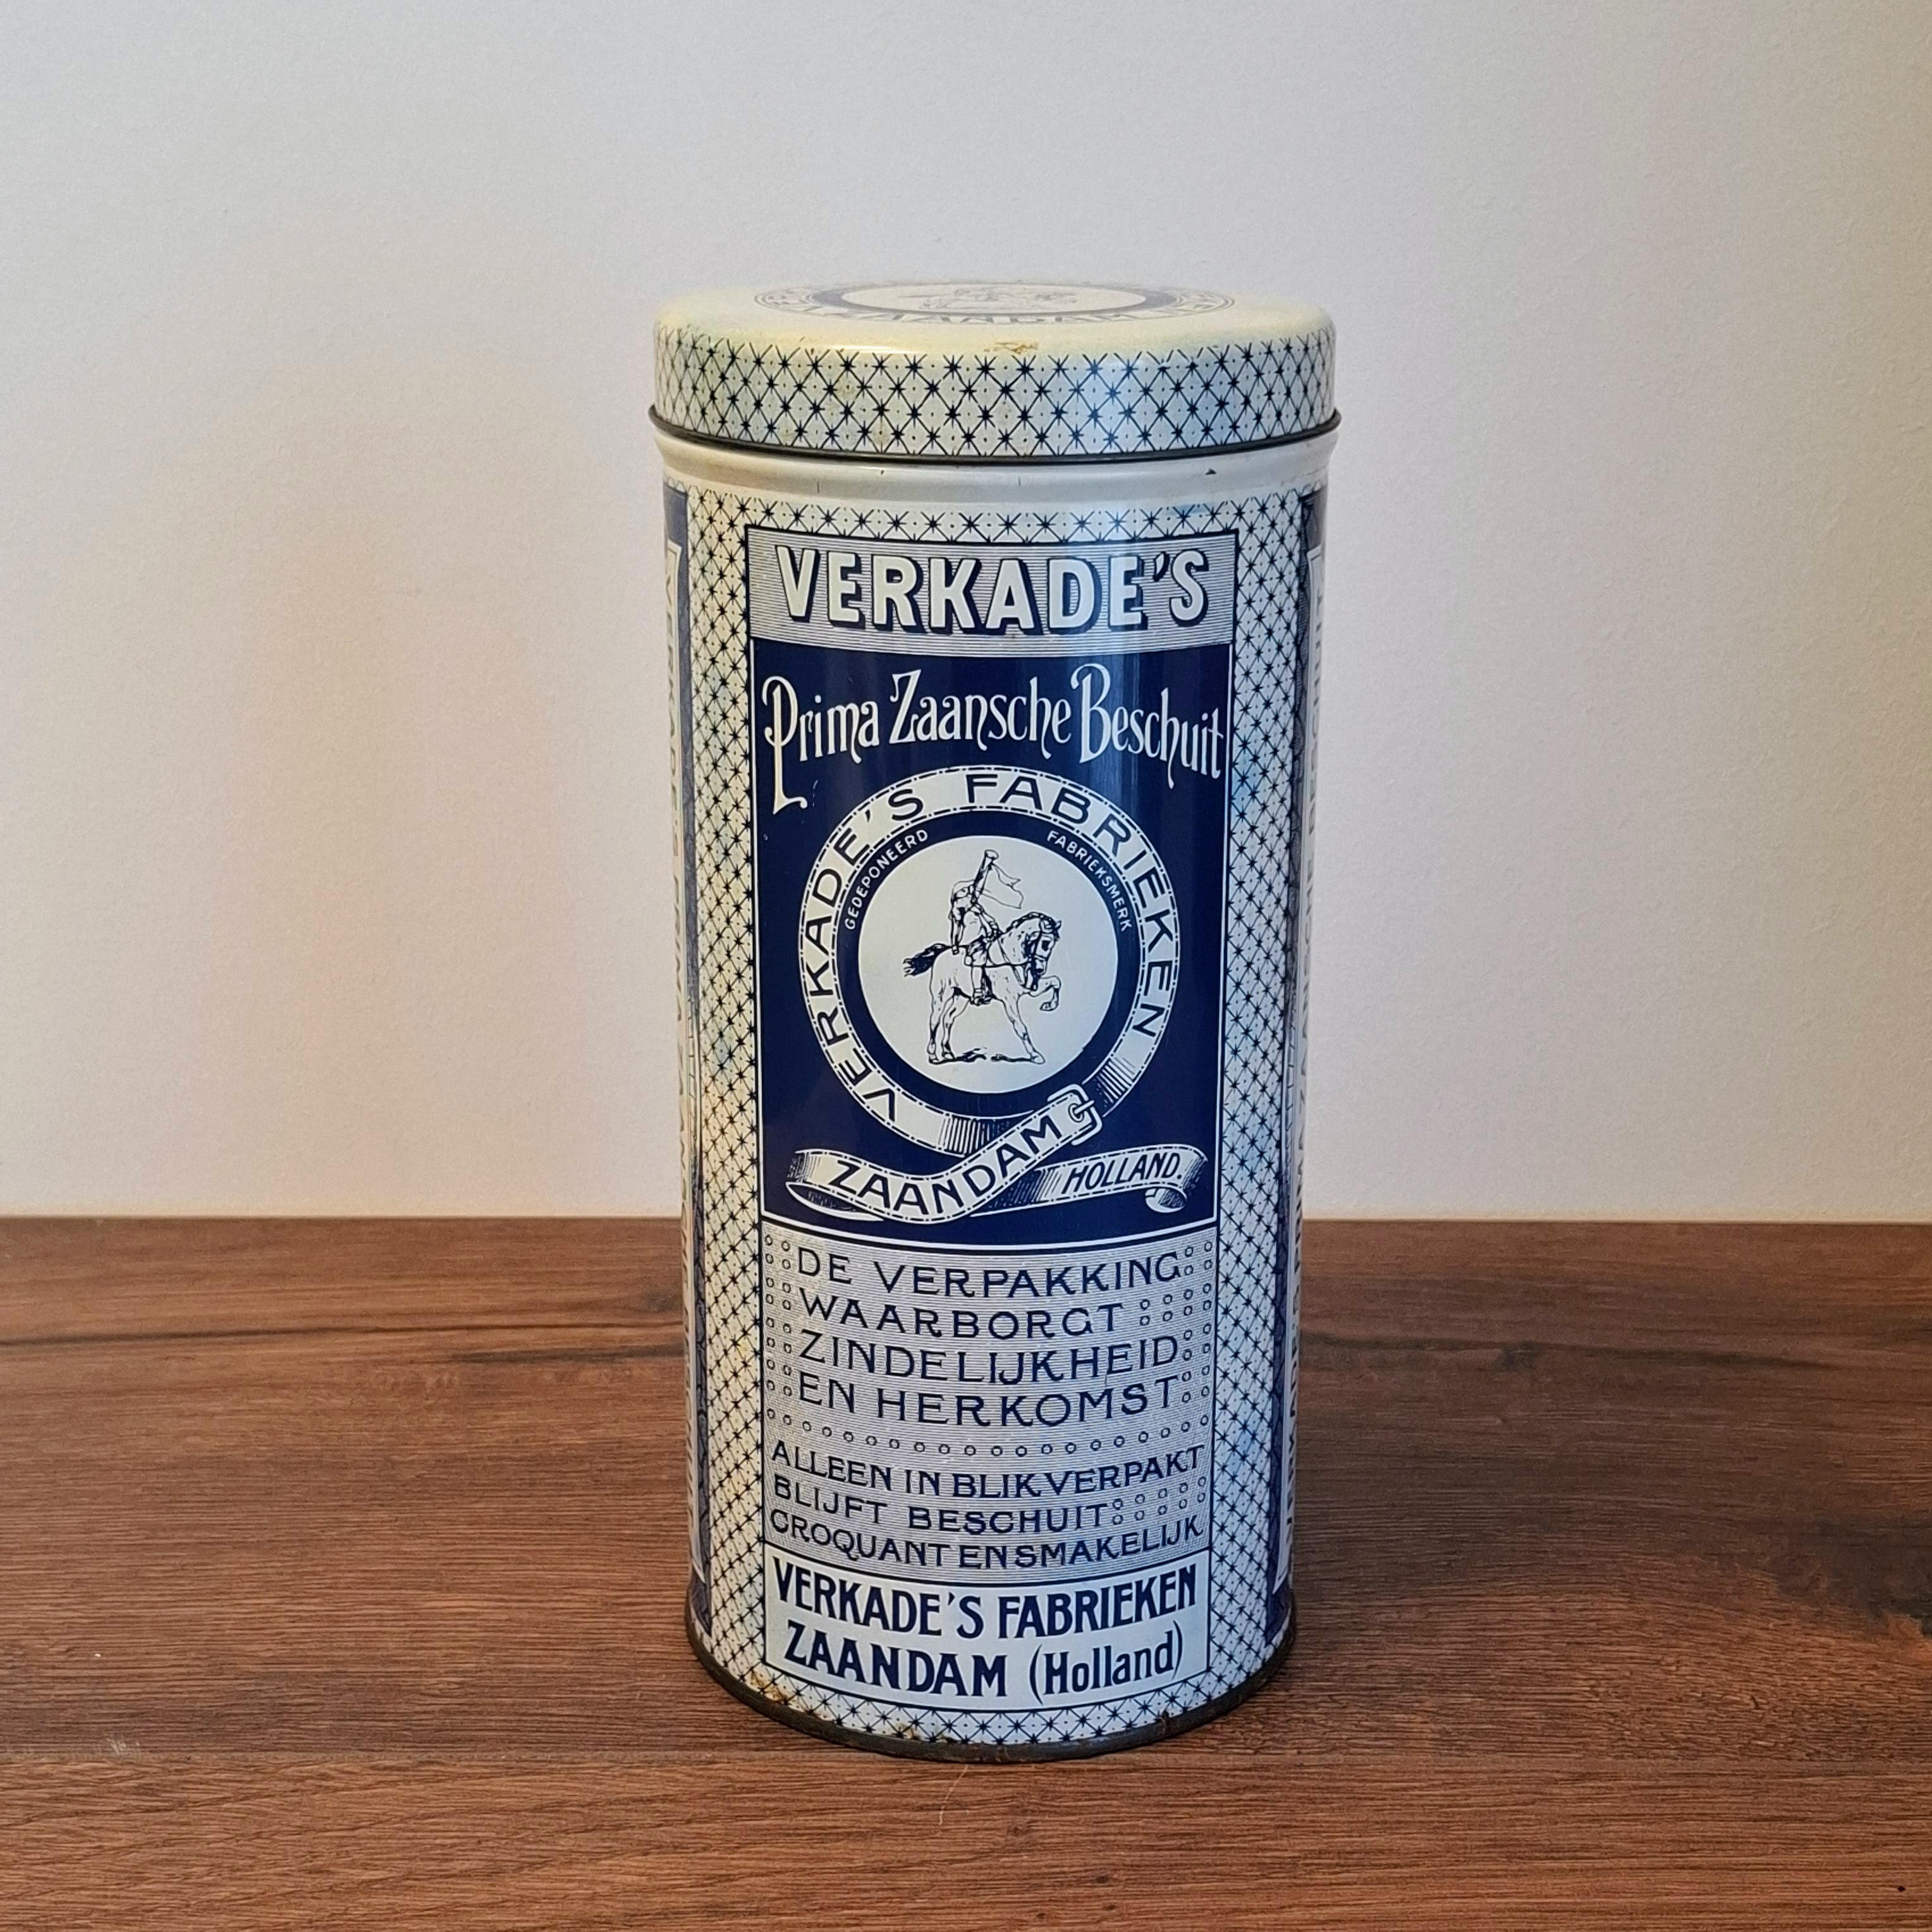 ZAANDAM
VERKADE'S
Prima Zaansche Beschuit
VERKADE'S FABRIEKEN
GEDEPONEERD FABRIEKSMERK
ZAANDAM HOLLAND.
DE VERPAKKING
WAARBORGT
ZINDELIJKHEID
EN HERKOMST
ALLEEN IN BLIK VERPAKT
BLIJFT BESCHUIT
CROQUANT EN SMAKELIJK
VERKADE'S FABRIEKEN
ZAANDAM (Holland)